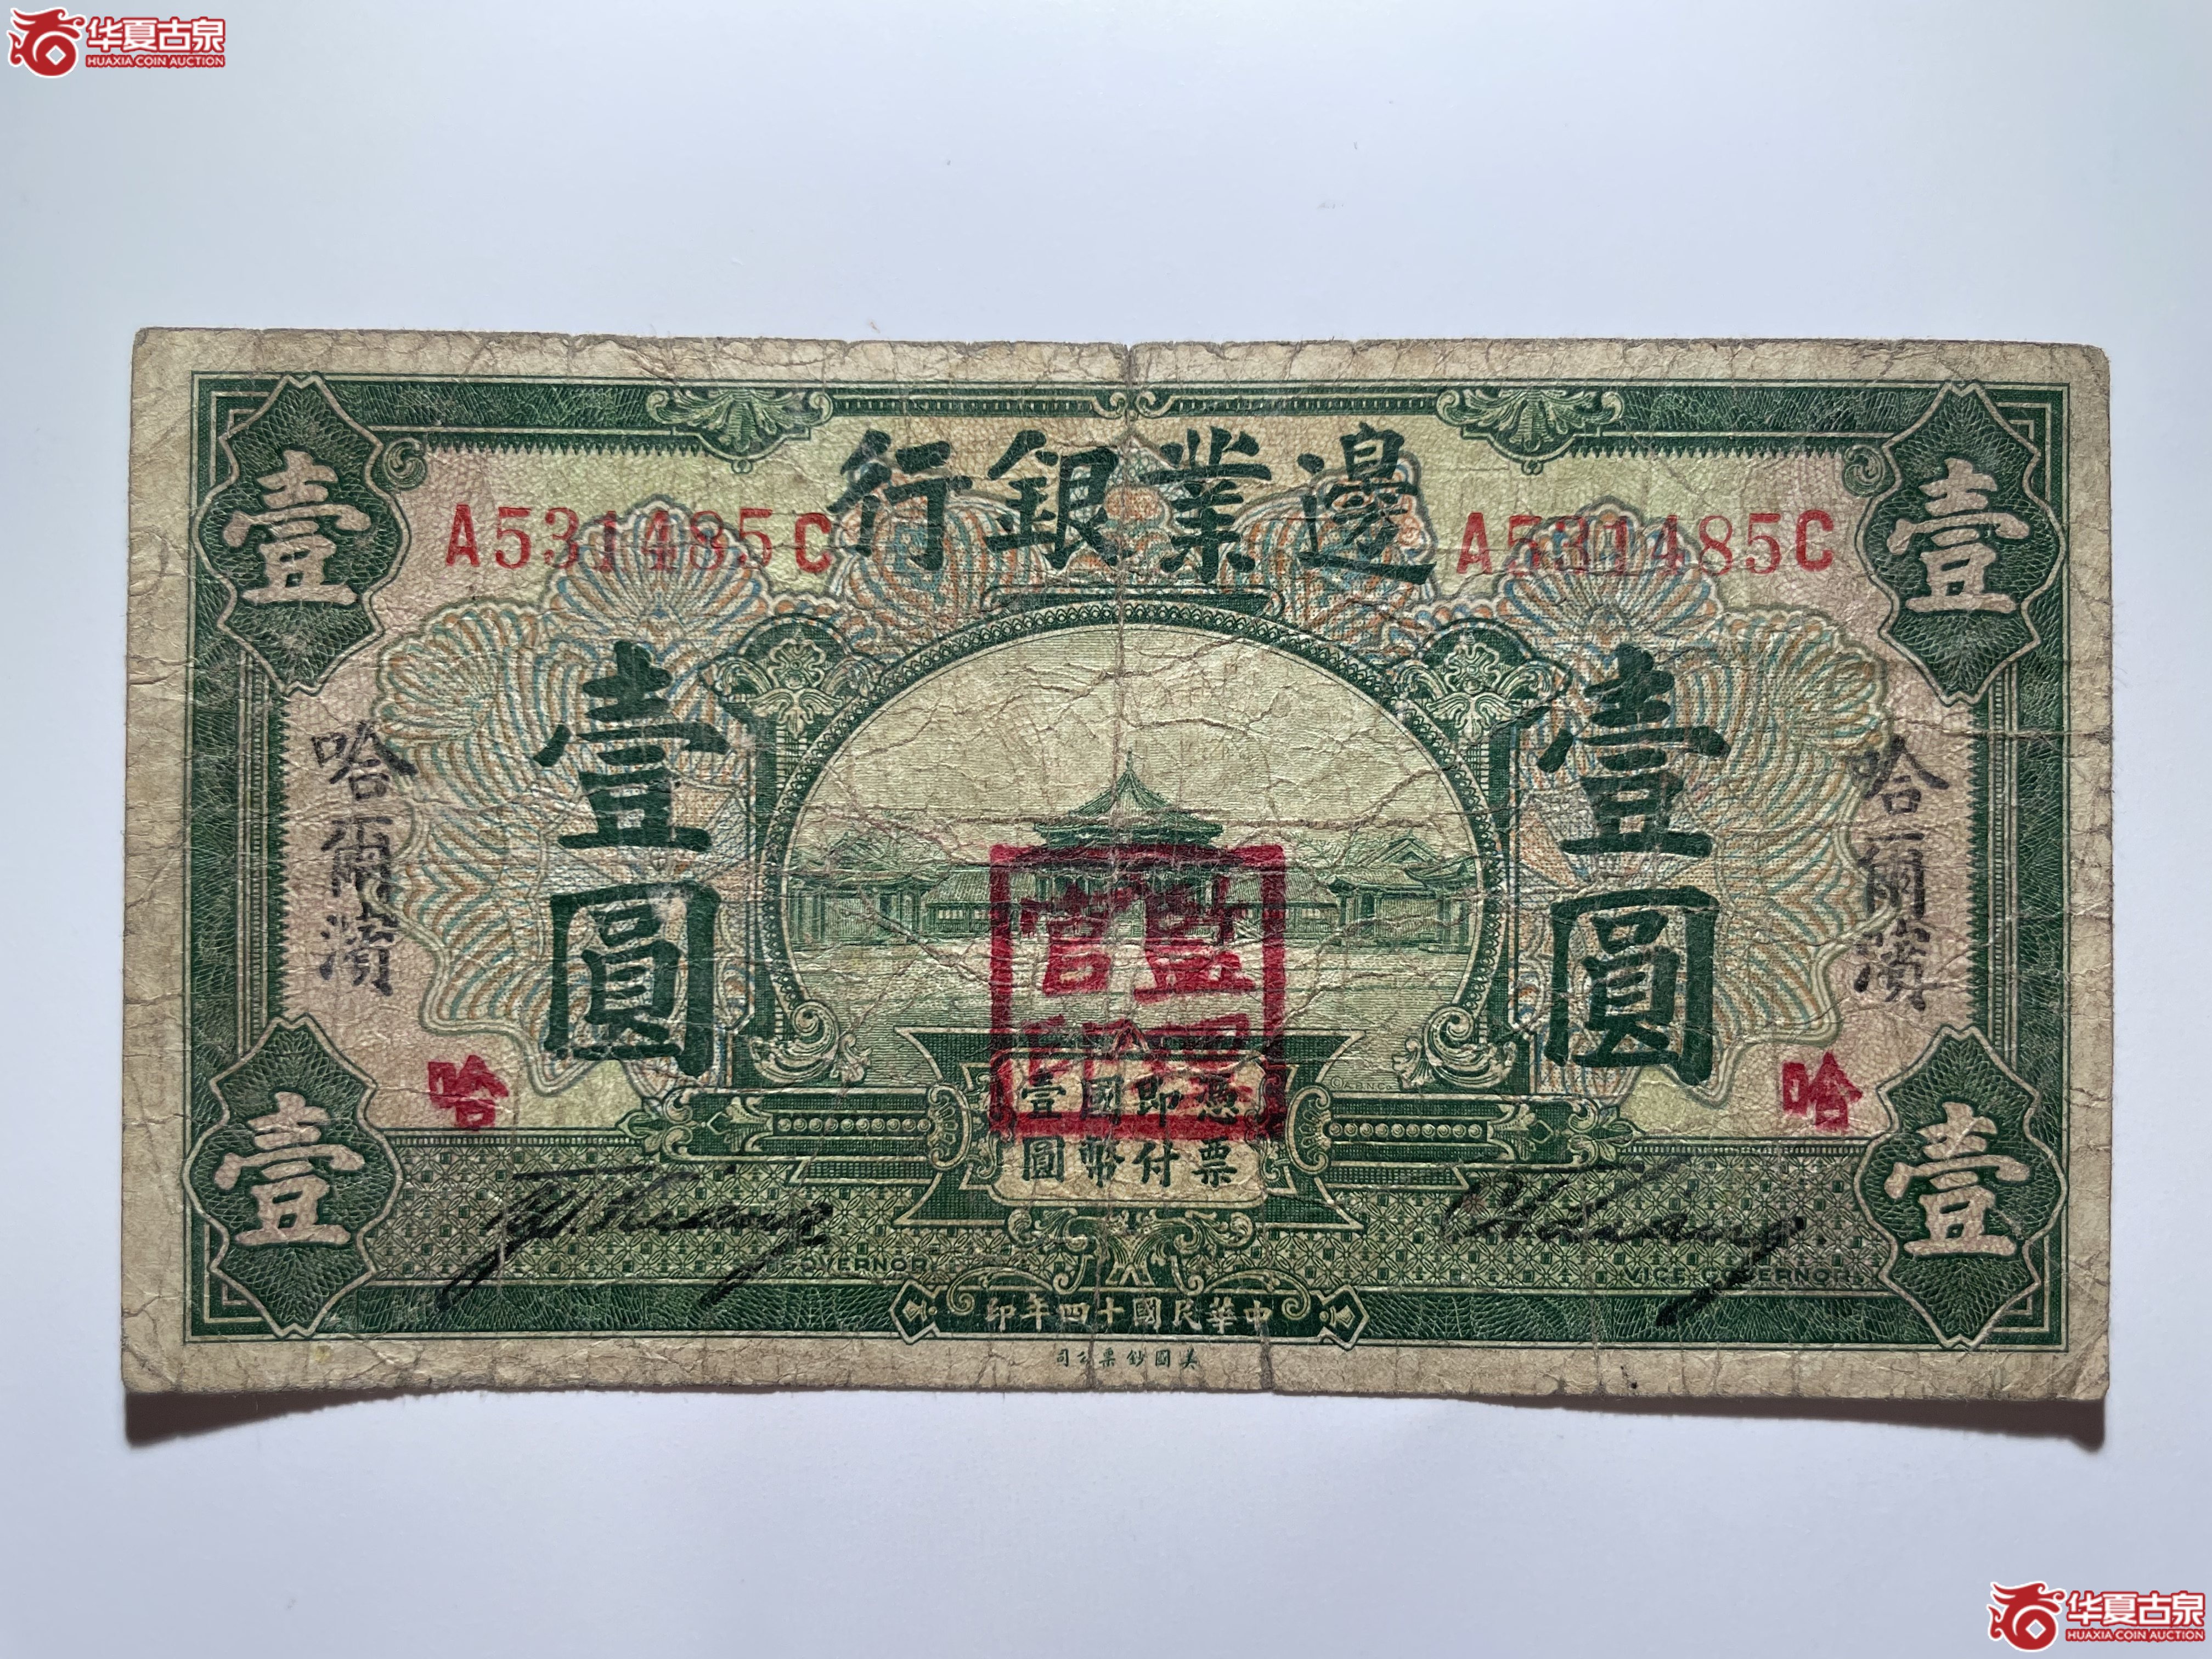 华夏古泉
HUAXIA COIN AUCTION
邊業銀行
壹
壹
A531485C
A531485C
壹圓
壹圓
哈爾濱
哈爾濱
監理官印
哈
哈
©A.B.N.Co.
憑票即付國幣壹圓
壹
壹
GOVERNOR
VICE GOVERNOR
中華民國十四年印
美國鈔票公司
华夏古泉
HUAXIA COIN AUCTION